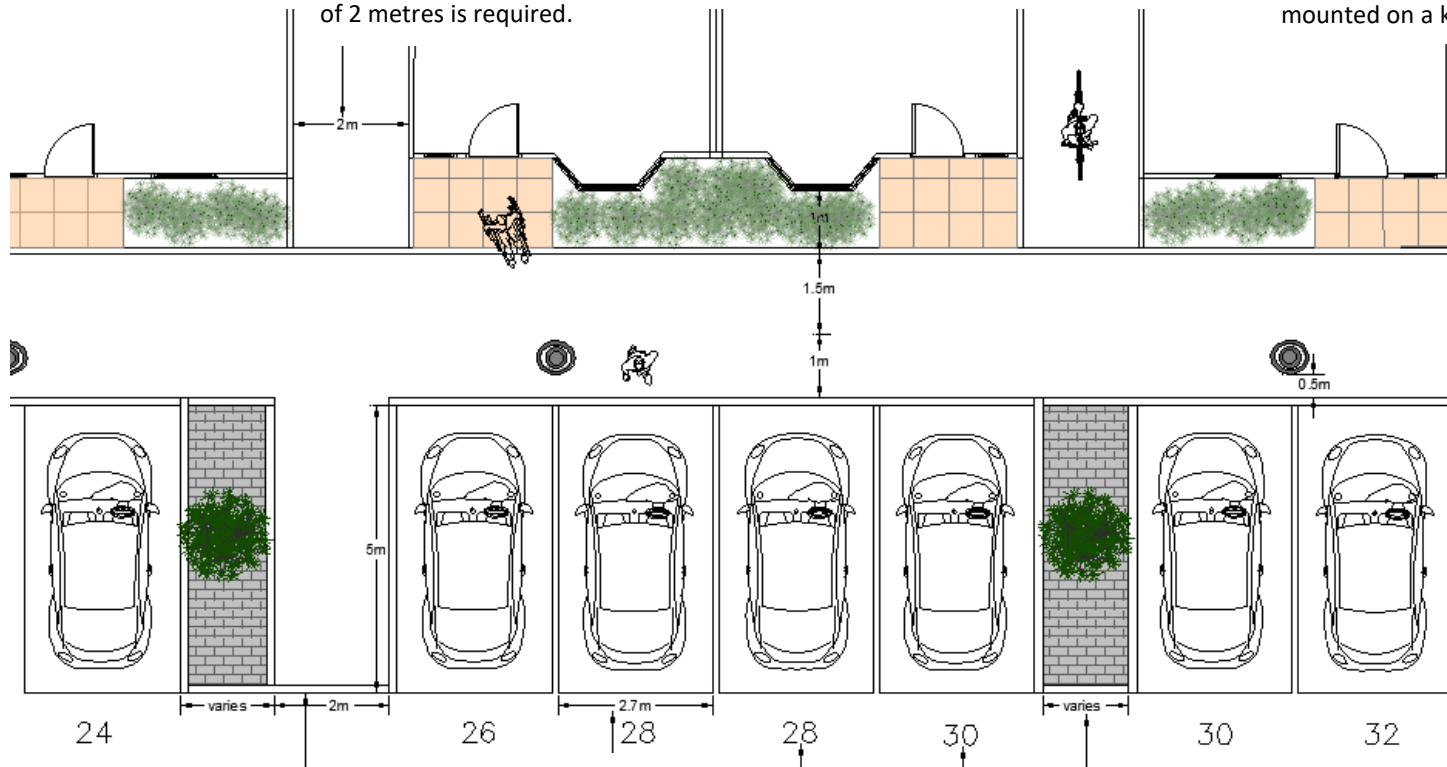 of 2 metres is required.
mounted on a k
2m
1m
1.5m
1m
0.5m
5m
varies
2m
2.7m
varies
24
26
28
28
30
30
32